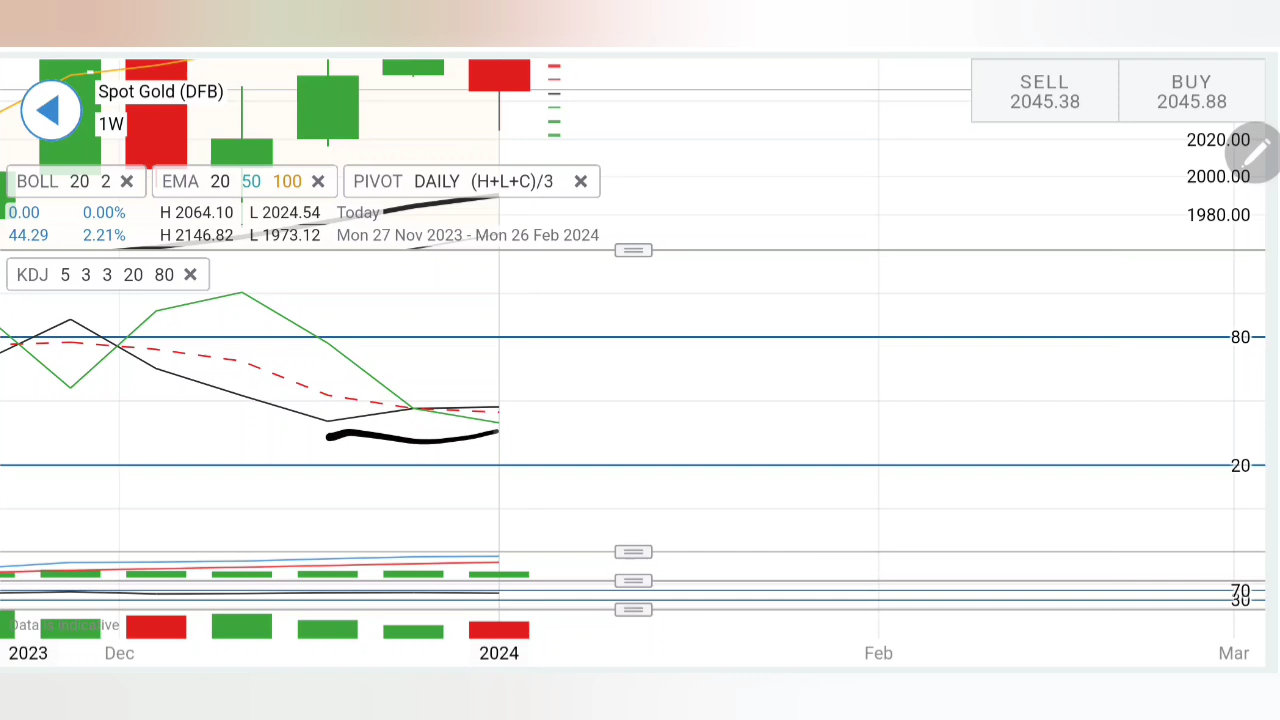 SELL BUY
2045.38 2045.88
Spot Gold (DFB)
1W
2020.00
2000.00
1980.00
BOLL 20 2 EMA 20 50 100 PIVOT DAILY (H+L+C)/3
0.00 0.00% H 2064.10 L 2024.54 Today
44.29 2.21% H 2146.82 L 1973.12 Mon 27 Nov 2023 - Mon 26 Feb 2024
KDJ 5 3 3 20 80
80
20
70
30
Data is indicative
2023 Dec 2024 Feb Mar